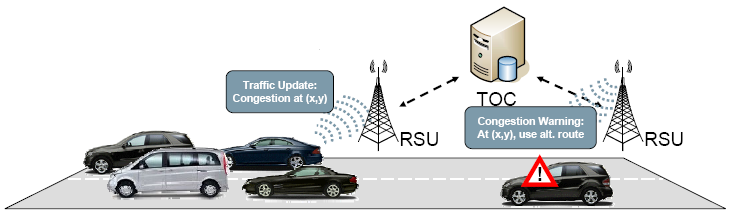 Traffic Update:
Congestion at (x,y)
RSU
TOC
Congestion Warning:
At (x,y), use alt. route
RSU
!